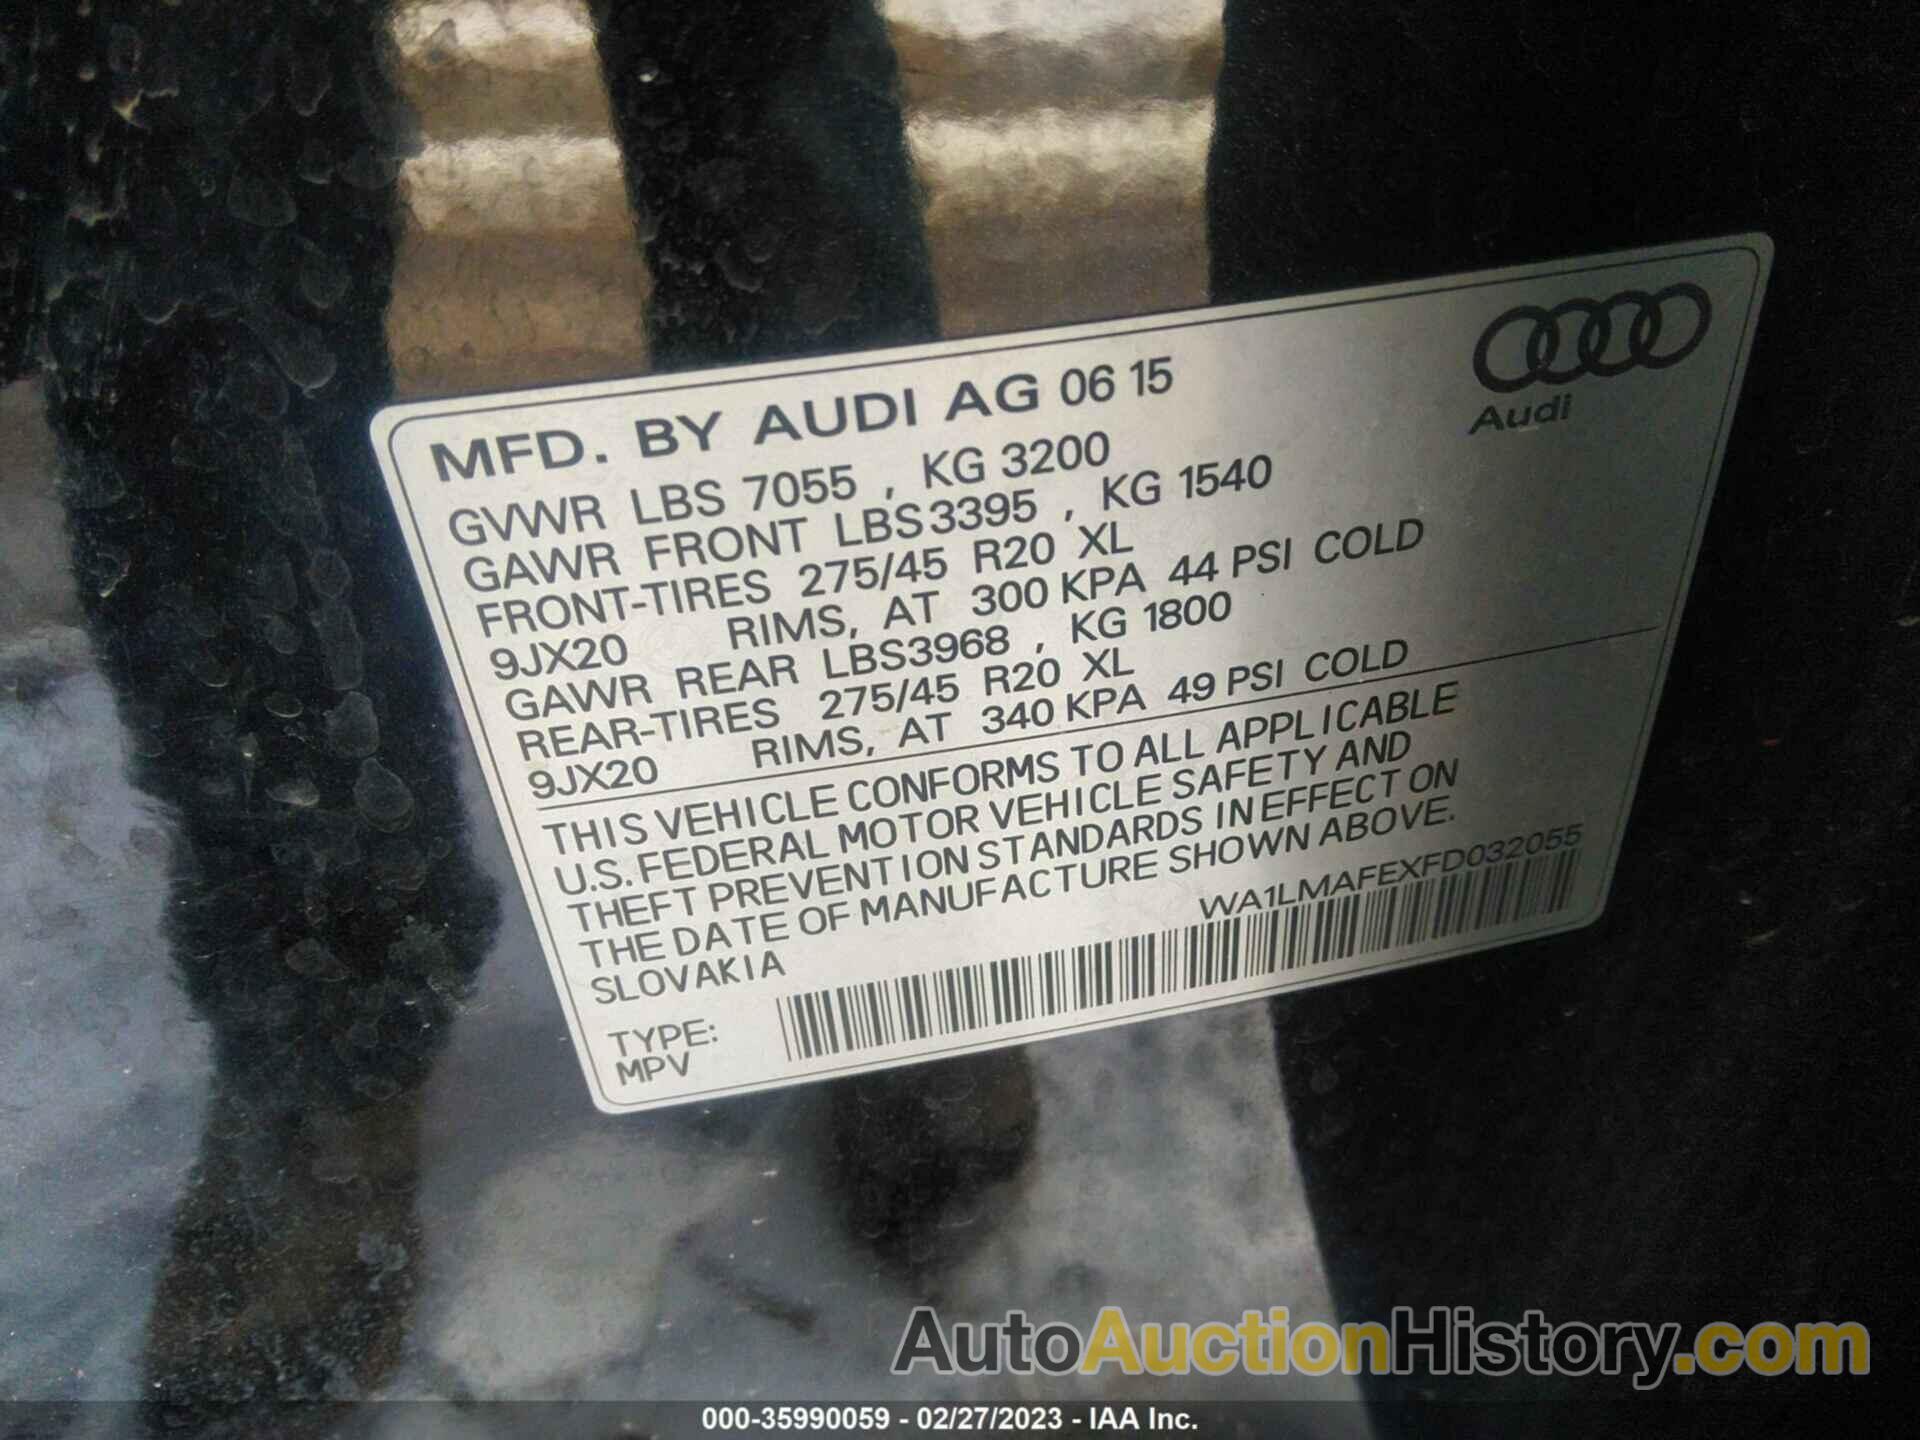 MFD. BY AUDI AG 06 15
Audi
GVWR LBS 7055 , KG 3200
GAWR FRONT LBS3395 , KG 1540
FRONT-TIRES 275/45 R20 XL
9JX20 RIMS, AT 300 KPA 44 PSI COLD
GAWR REAR LBS3968 , KG 1800
REAR-TIRES 275/45 R20 XL
9JX20 RIMS, AT 340 KPA 49 PSI COLD
THIS VEHICLE CONFORMS TO ALL APPLICABLE
U.S. FEDERAL MOTOR VEHICLE SAFETY AND
THEFT PREVENTION STANDARDS IN EFFECT ON
THE DATE OF MANUFACTURE SHOWN ABOVE.
SLOVAKIA
WA1LMAFEXFD032055
TYPE:
MPV
AutoAuctionHistory.com
000-35990059 - 02/27/2023 - IAA Inc.